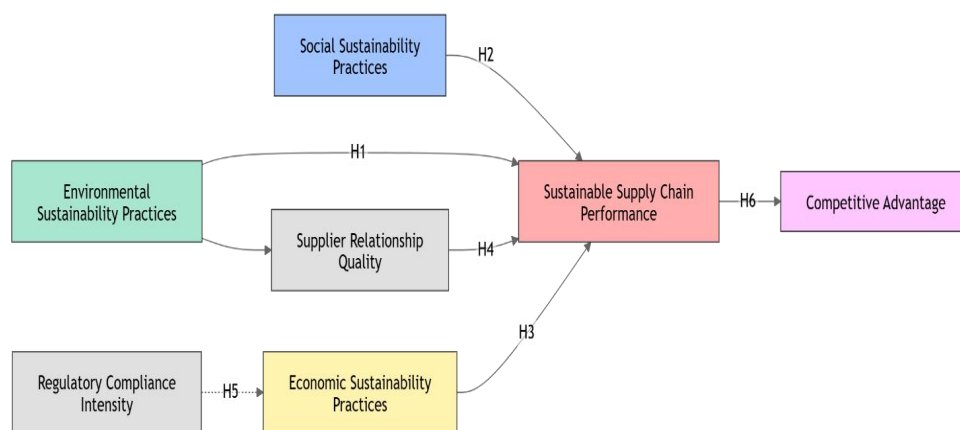 Social Sustainability
Practices
H2
H1
Environmental
Sustainability Practices
Sustainable Supply Chain
Performance
H6
Competitive Advantage
Supplier Relationship
Quality
H4
H3
Regulatory Compliance
Intensity
H5
Economic Sustainability
Practices